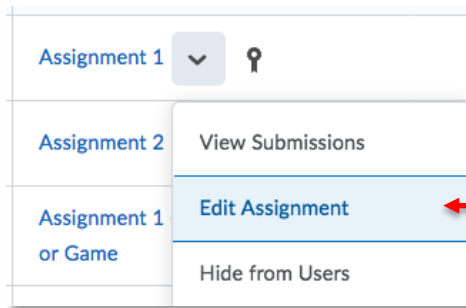 Assignment 1
Assignment 2
View Submissions
Edit Assignment
Assignment 1
or Game
Hide from Users